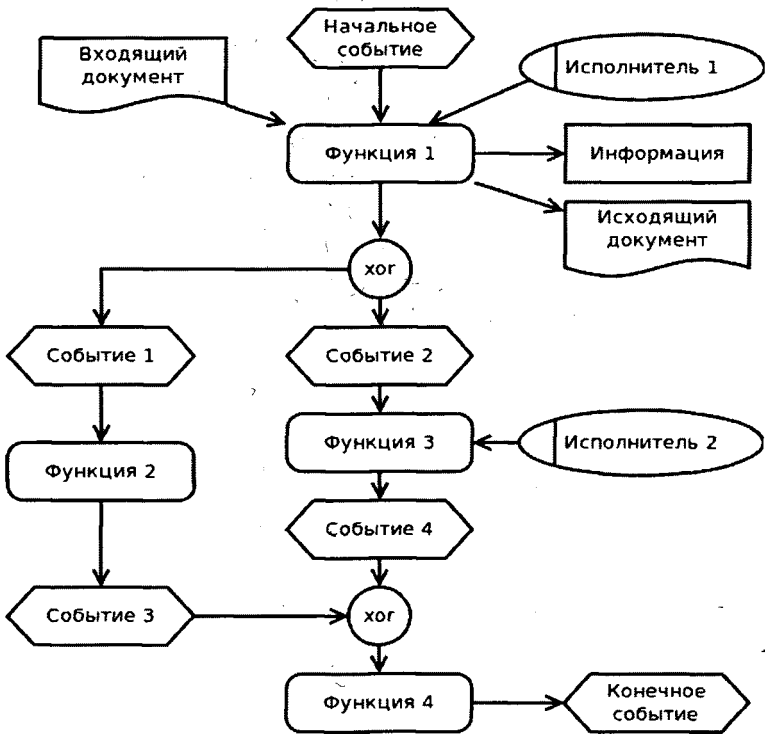 Начальное
событие
Входящий
документ
Исполнитель 1
Функция 1
Информация
Исходящий
документ
xor
Событие 1
Событие 2
Функция 3
Исполнитель 2
Функция 2
Событие 4
Событие 3
xor
Функция 4
Конечное
событие